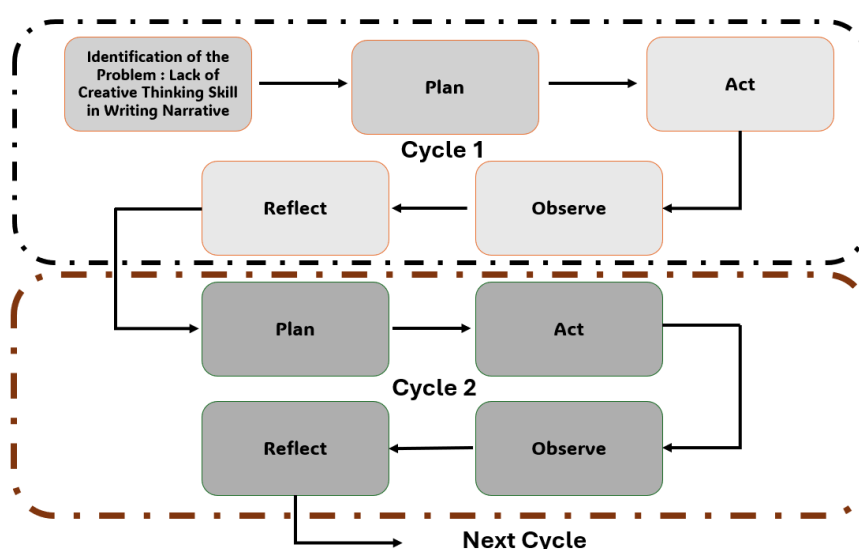 Identification of the
Problem : Lack of
Creative Thinking Skill
in Writing Narrative
Plan
Act
Cycle 1
Reflect
Observe
Plan
Act
Cycle 2
Reflect
Observe
Next Cycle